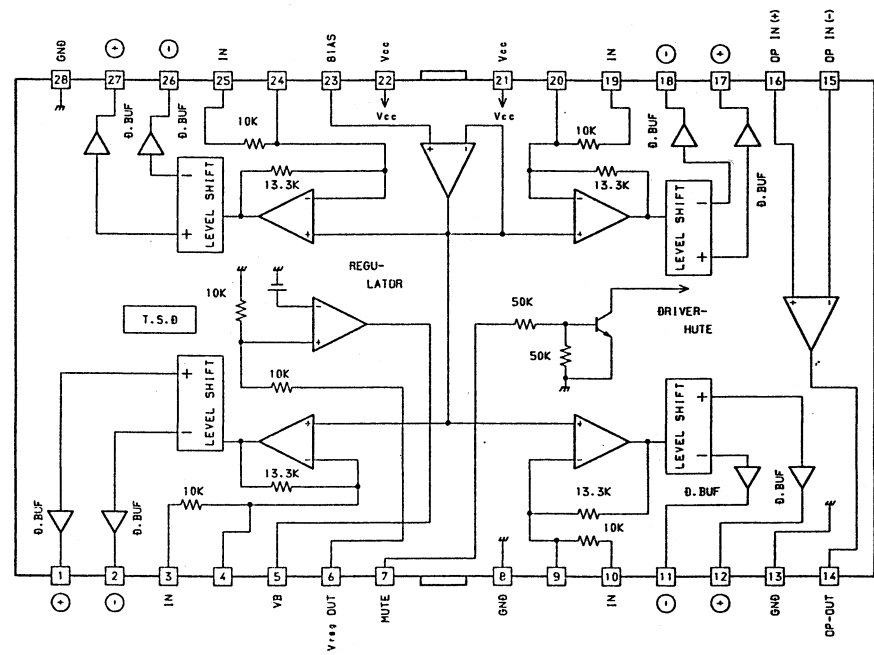 GND
+
-
IN
BIAS
Vcc
Vcc
IN
-
+
OP IN(+)
OP IN(-)
28
27
26
25
24
23
22
21
20
19
18
17
16
15
Vcc
Vcc
D.BUF
D.BUF
10K
10K
D.BUF
D.BUF
13.3K
13.3K
LEVEL SHIFT
-
+
+
-
-
+
-
+
LEVEL SHIFT
-
+
+
-
REGU-
LATOR
10K
-
+
T.S.D
50K
50K
DRIVER-
HUTE
10K
LEVEL SHIFT
+
-
+
-
+
-
LEVEL SHIFT
+
-
13.3K
13.3K
10K
10K
D.BUF
D.BUF
D.BUF
D.BUF
1
2
3
4
5
6
7
8
9
10
11
12
13
14
+
-
IN
VB
Vreg OUT
MUTE
GND
IN
-
+
GND
OP-OUT